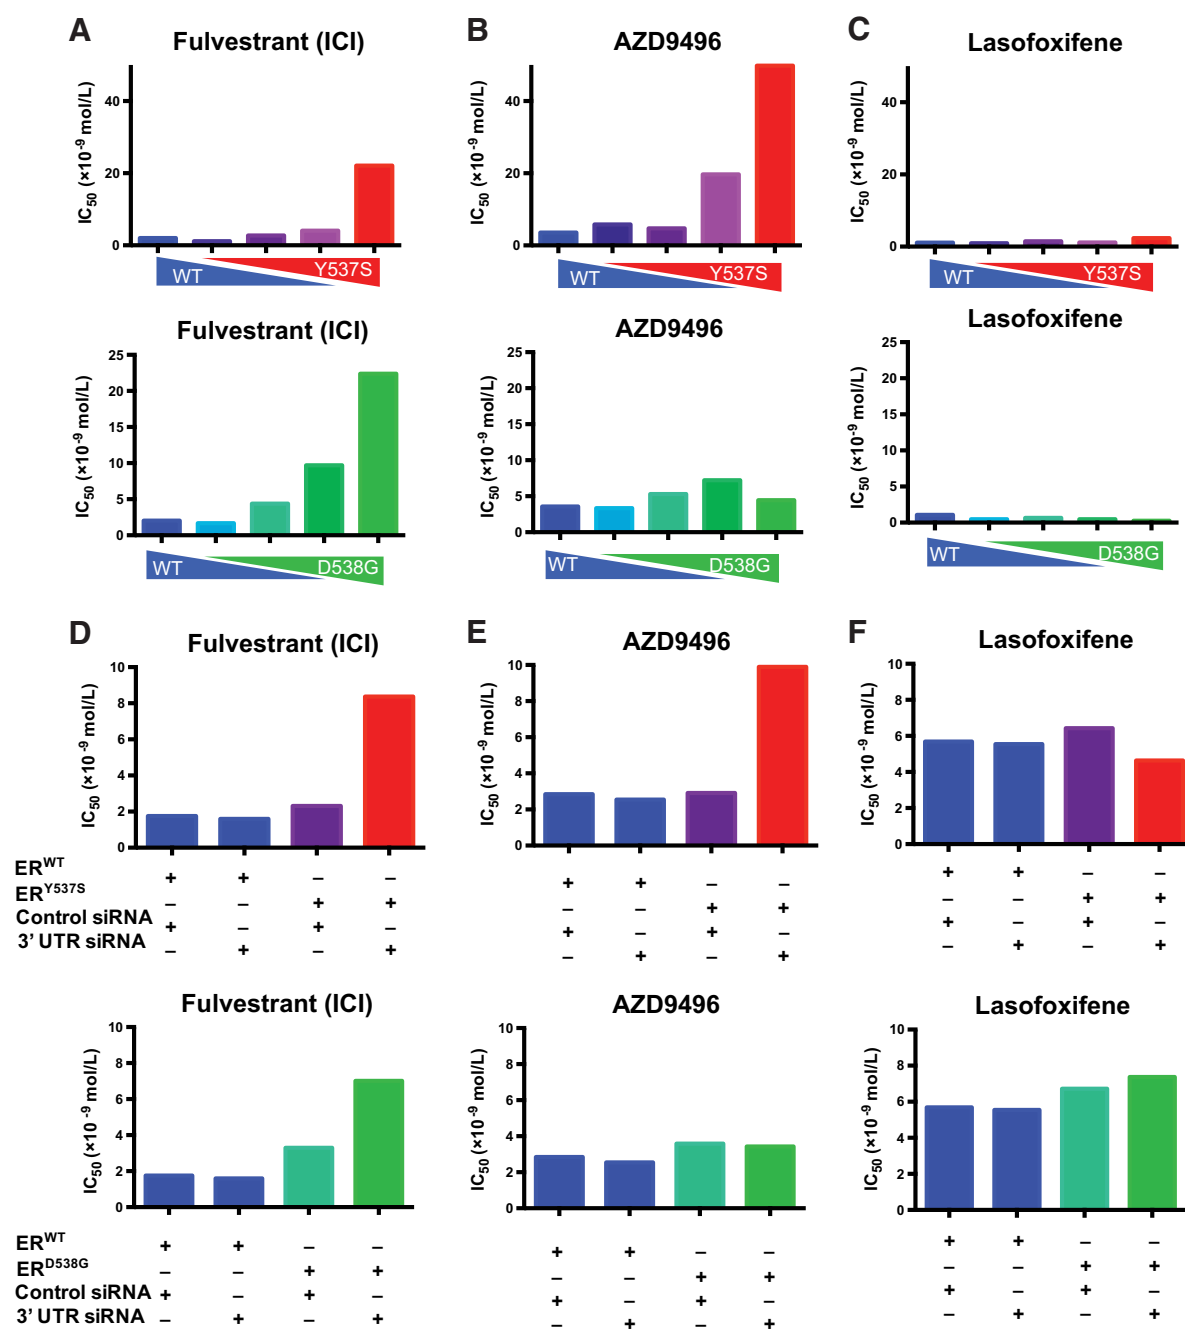 A
Fulvestrant (ICI)
IC50 (×10-9 mol/L)
40
20
0
WT
Y537S
B
AZD9496
IC50 (×10-9 mol/L)
40
20
0
WT
Y537S
C
Lasofoxifene
IC50 (×10-9 mol/L)
40
20
0
WT
Y537S
Fulvestrant (ICI)
IC50 (×10-9 mol/L)
25
20
15
10
5
0
WT
D538G
AZD9496
IC50 (×10-9 mol/L)
25
20
15
10
5
0
WT
D538G
Lasofoxifene
IC50 (×10-9 mol/L)
25
20
15
10
5
0
WT
D538G
D
Fulvestrant (ICI)
IC50 (×10-9 mol/L)
10
8
6
4
2
0
E
AZD9496
IC50 (×10-9 mol/L)
10
8
6
4
2
0
F
Lasofoxifene
IC50 (×10-9 mol/L)
10
8
6
4
2
0
ERWT + + – – + + – – + + – –
ERY537S – – + + – – + + – – + +
Control siRNA + – + – + – + – + – + –
3’ UTR siRNA – + – + – + – + – + – +
Fulvestrant (ICI)
IC50 (×10-9 mol/L)
10
8
6
4
2
0
AZD9496
IC50 (×10-9 mol/L)
10
8
6
4
2
0
Lasofoxifene
IC50 (×10-9 mol/L)
10
8
6
4
2
0
ERWT + + – – + + – – + + – –
ERD538G – – + + – – + + – – + +
Control siRNA + – + – + – + – + – + –
3’ UTR siRNA – + – + – + – + – + – +